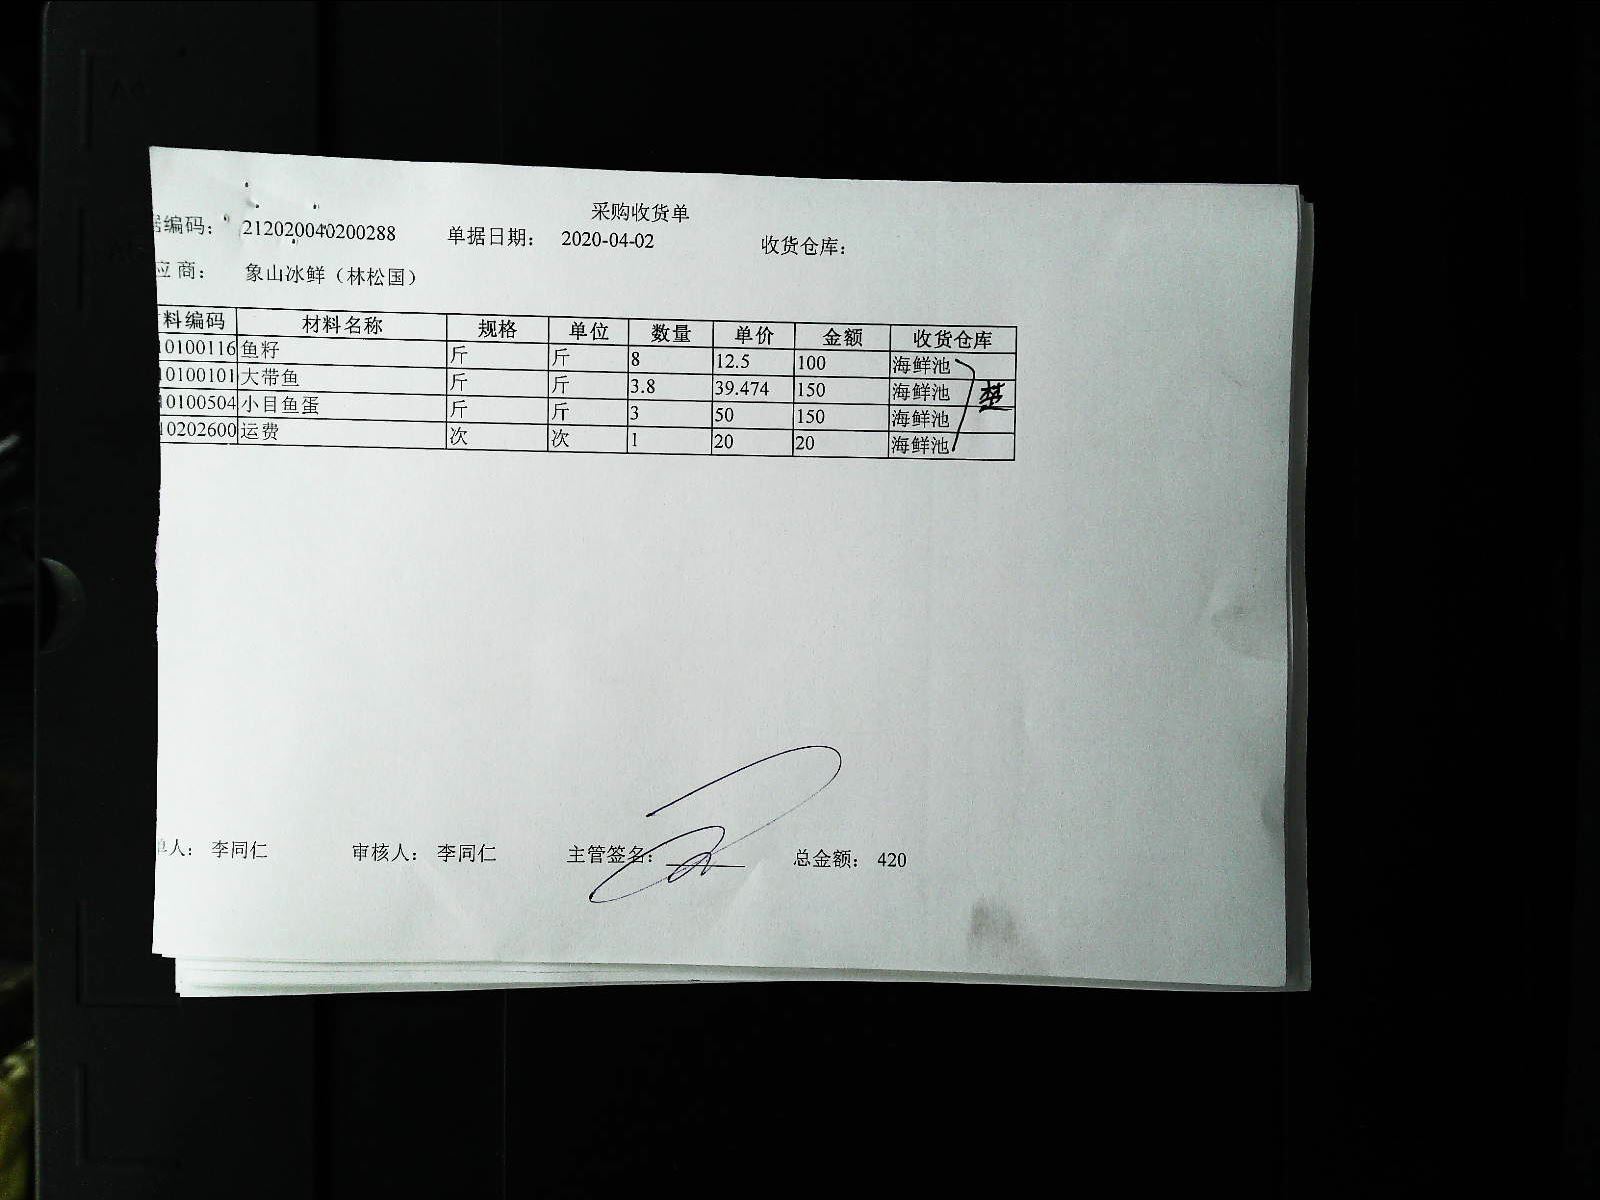 采购收货单
据编码： 212020040200288 单据日期： 2020-04-02 收货仓库：
应商： 象山冰鲜（林松国）
料编码 材料名称 规格 单位 数量 单价 金额 收货仓库
10100116 鱼籽 斤 斤 8 12.5 100 海鲜池
10100101 大带鱼 斤 斤 3.8 39.474 150 海鲜池
10100504 小目鱼蛋 斤 斤 3 50 150 海鲜池
10202600 运费 次 次 1 20 20 海鲜池
单人： 李同仁 审核人： 李同仁 主管签名： 总金额： 420